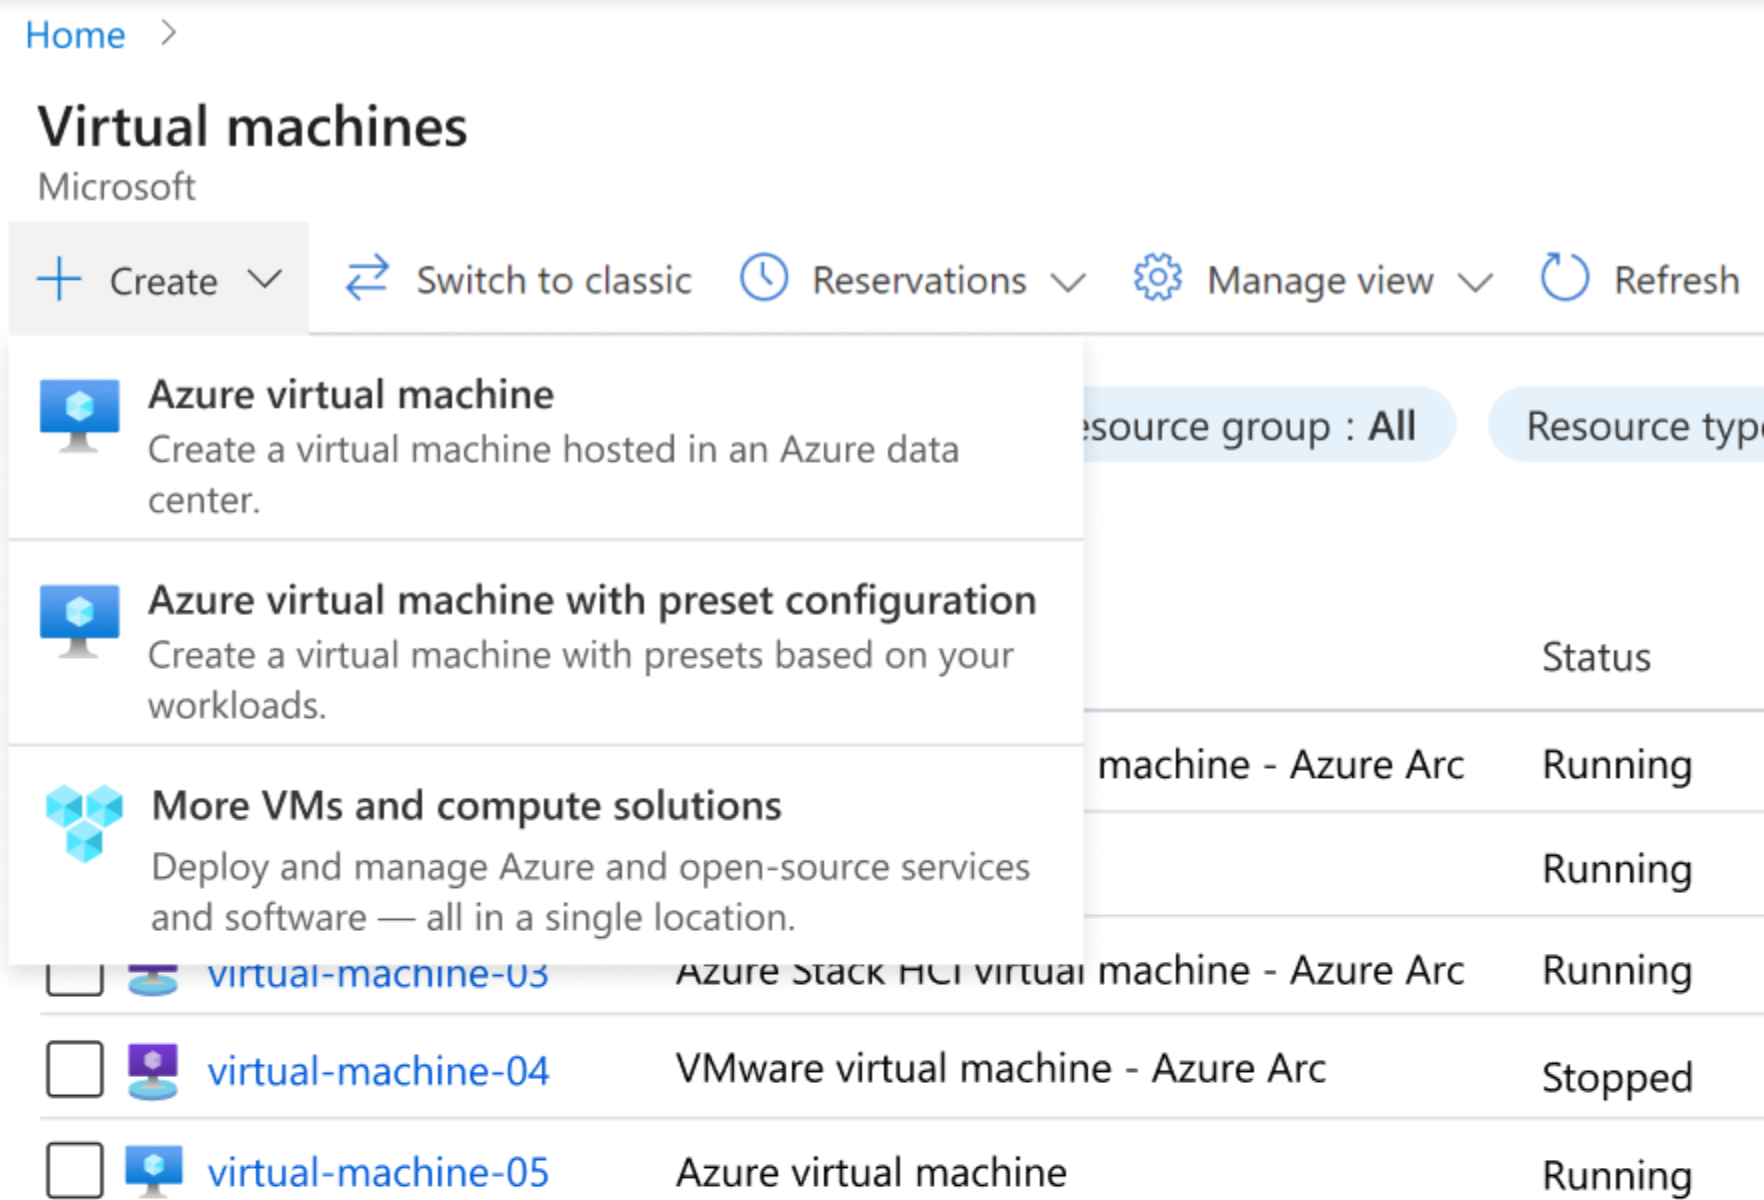 Home
Virtual machines
Microsoft
Create
Switch to classic
Reservations
Manage view
Refresh
Azure virtual machine
Create a virtual machine hosted in an Azure data
center.
Azure virtual machine with preset configuration
Create a virtual machine with presets based on your
workloads.
More VMs and compute solutions
Deploy and manage Azure and open-source services
and software — all in a single location.
esource group : All
Resource type
Status
machine - Azure Arc Running
Running
virtual-machine-03 Azure Stack HCI virtual machine - Azure Arc Running
virtual-machine-04 VMware virtual machine - Azure Arc Stopped
virtual-machine-05 Azure virtual machine Running